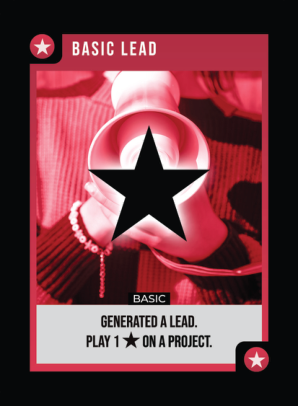 BASIC LEAD
BASIC
GENERATED A LEAD.
PLAY 1 ★ ON A PROJECT.